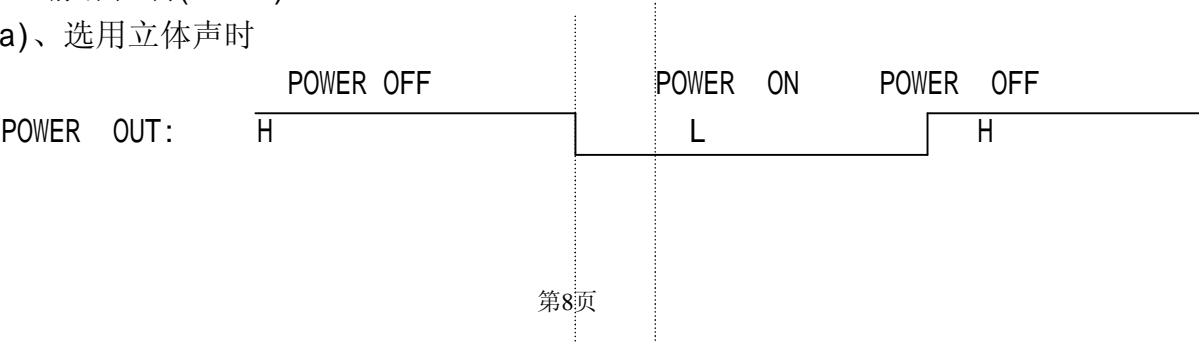 a)、选用立体声时
POWER OFF POWER ON POWER OFF
POWER OUT: H L H
第8页